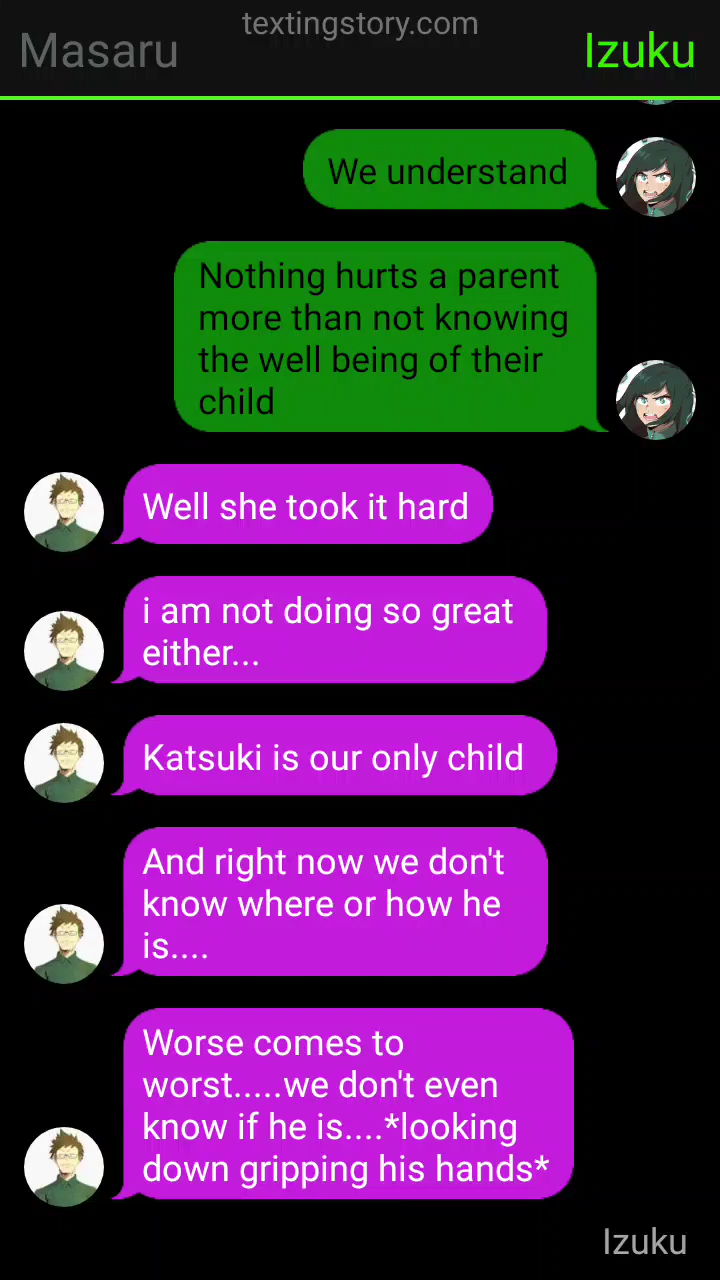 textingstory.com
Masaru
Izuku
We understand
Nothing hurts a parent
more than not knowing
the well being of their
child
Well she took it hard
i am not doing so great
either...
Katsuki is our only child
And right now we don't
know where or how he
is....
Worse comes to
worst.....we don't even
know if he is....*looking
down gripping his hands*
Izuku